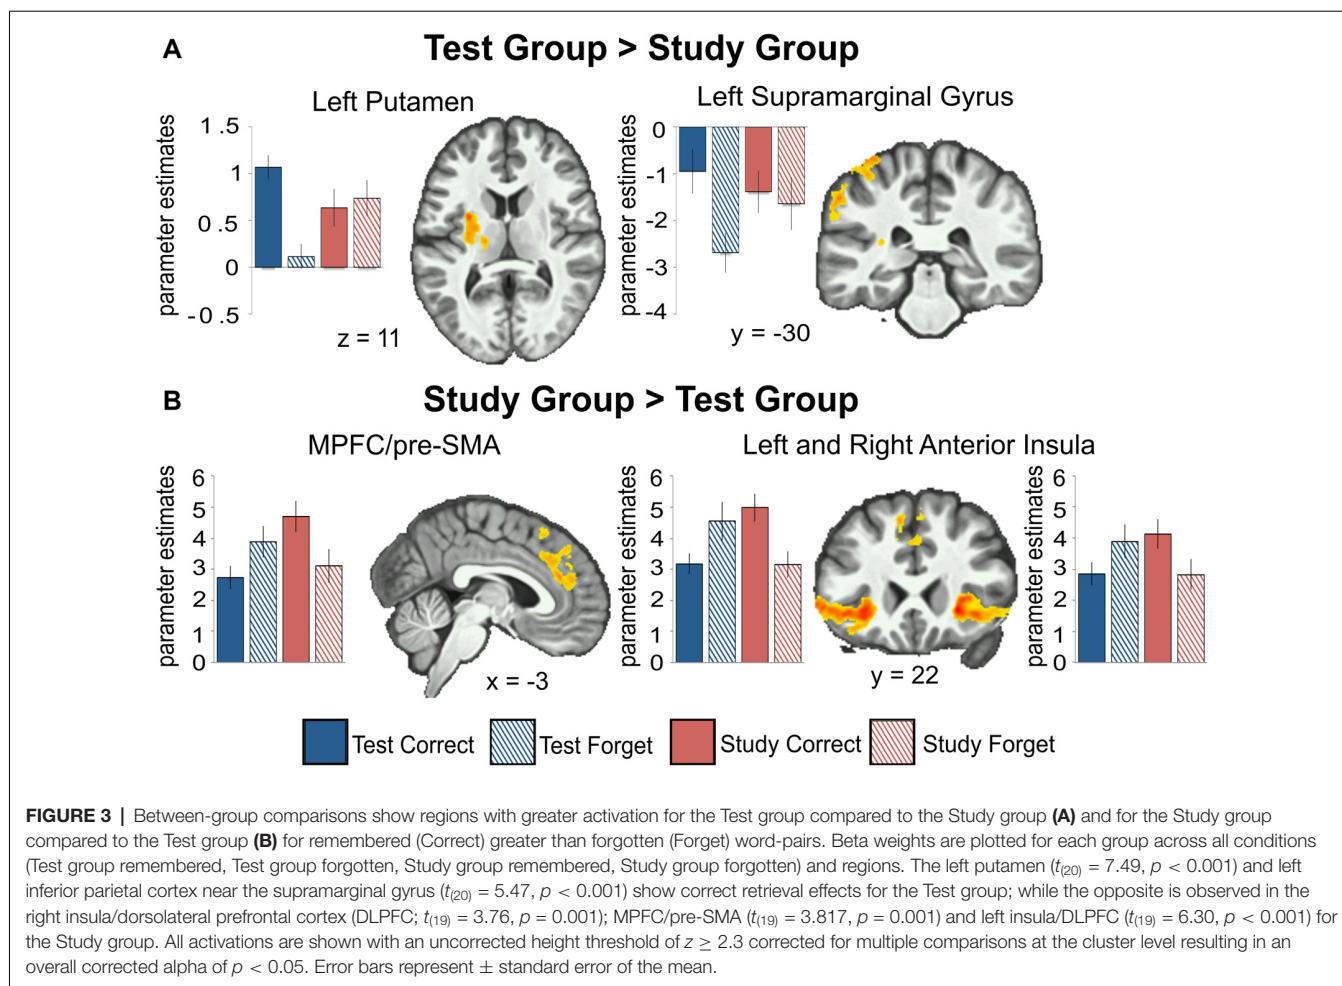 A
Test Group > Study Group
Left Putamen
parameter estimates
1.5
1
0.5
0
-0.5
z = 11
Left Supramarginal Gyrus
parameter estimates
0
-1
-2
-3
-4
y = -30
B
Study Group > Test Group
MPFC/pre-SMA
parameter estimates
6
5
4
3
2
1
0
x = -3
Left and Right Anterior Insula
parameter estimates
6
5
4
3
2
1
0
y = 22
parameter estimates
6
5
4
3
2
1
0
Test Correct Test Forget Study Correct Study Forget
FIGURE 3 | Between-group comparisons show regions with greater activation for the Test group compared to the Study group (A) and for the Study group
compared to the Test group (B) for remembered (Correct) greater than forgotten (Forget) word-pairs. Beta weights are plotted for each group across all conditions
(Test group remembered, Test group forgotten, Study group remembered, Study group forgotten) and regions. The left putamen (t(20) = 7.49, p < 0.001) and left
inferior parietal cortex near the supramarginal gyrus (t(20) = 5.47, p < 0.001) show correct retrieval effects for the Test group; while the opposite is observed in the
right insula/dorsolateral prefrontal cortex (DLPFC; t(19) = 3.76, p = 0.001); MPFC/pre-SMA (t(19) = 3.817, p = 0.001) and left insula/DLPFC (t(19) = 6.30, p < 0.001) for
the Study group. All activations are shown with an uncorrected height threshold of z ≥ 2.3 corrected for multiple comparisons at the cluster level resulting in an
overall corrected alpha of p < 0.05. Error bars represent ± standard error of the mean.